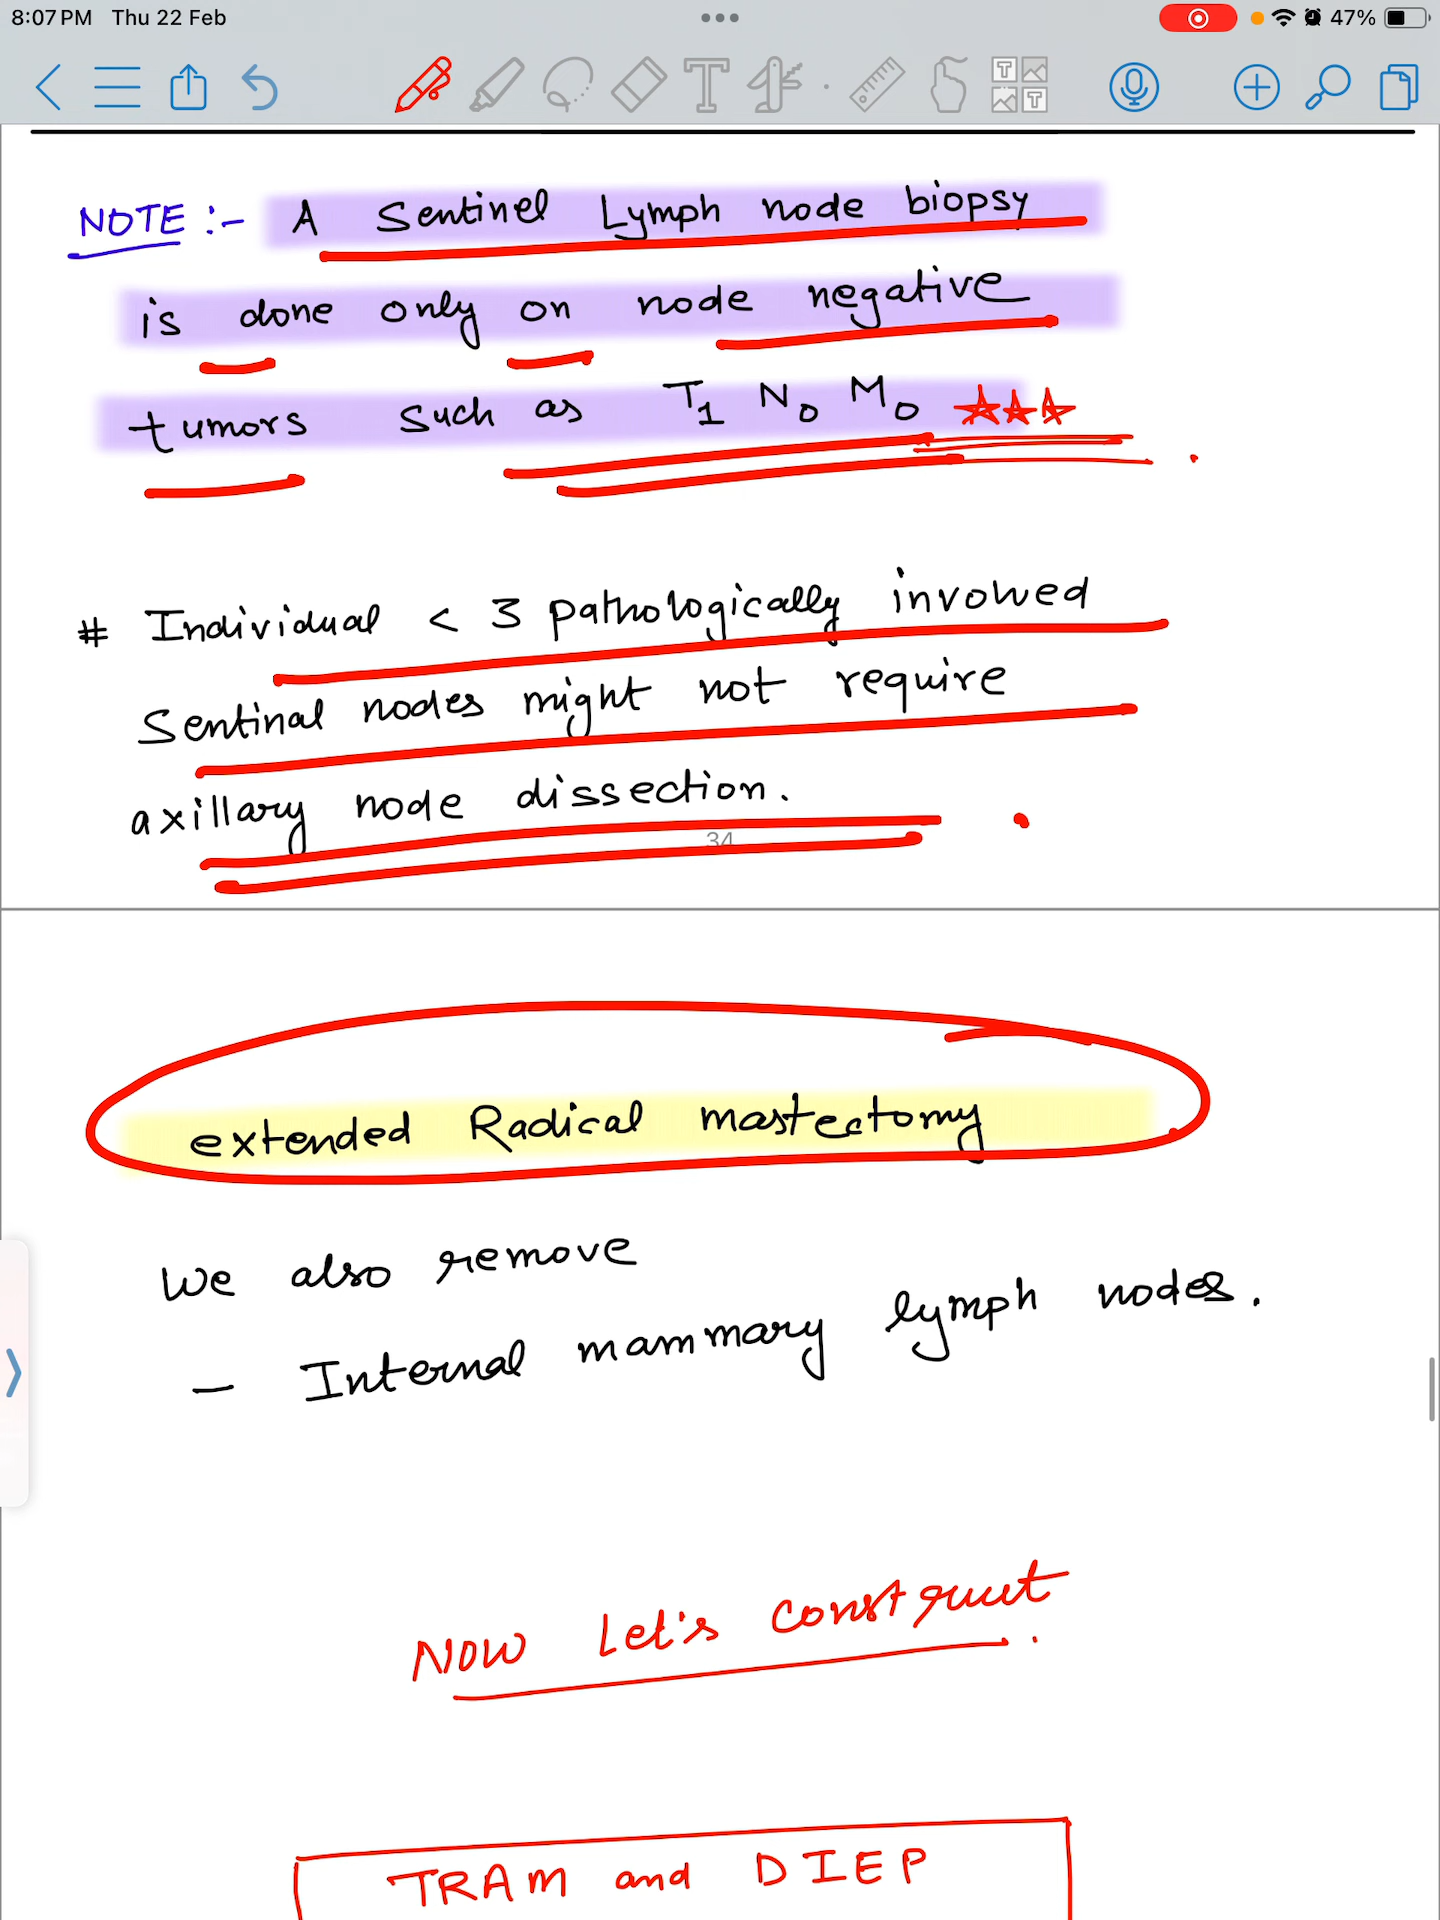 8:07 PM Thu 22 Feb
47%
NOTE :- A Sentinel Lymph node biopsy
is done only on node negative
tumors such as T1 N0 M0
# Individual < 3 pathologically involved
Sentinal nodes might not require
axillary node dissection.
34
extended Radical mastectomy
We also remove
– Internal mammary lymph nodes.
NOW Let's construct.
TRAM and DIEP